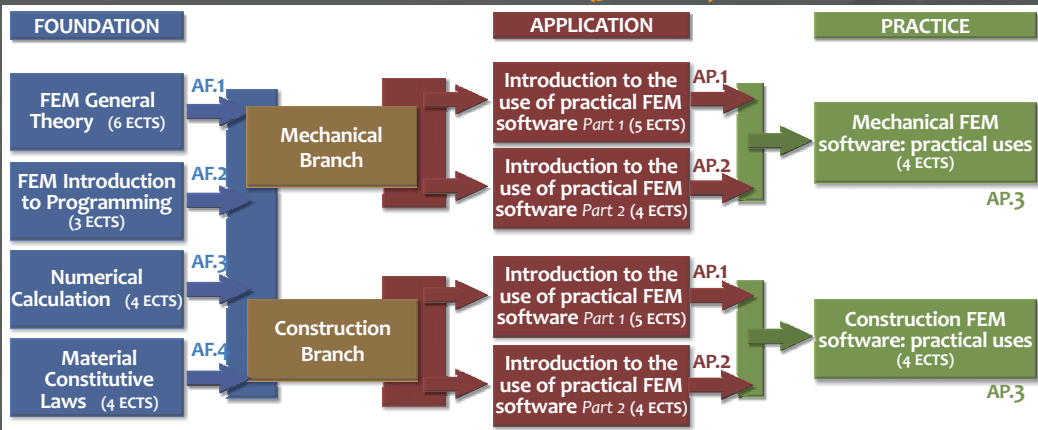 FOUNDATION
APPLICATION
PRACTICE
FEM General
Theory (6 ECTS)
AF.1
FEM Introduction
to Programming
(3 ECTS)
AF.2
Numerical
Calculation (4 ECTS)
AF.3
Material
Constitutive
Laws (4 ECTS)
AF.4
Mechanical
Branch
Construction
Branch
Introduction to the
use of practical FEM
software Part 1 (5 ECTS)
AP.1
Introduction to the
use of practical FEM
software Part 2 (4 ECTS)
AP.2
Introduction to the
use of practical FEM
software Part 1 (5 ECTS)
AP.1
Introduction to the
use of practical FEM
software Part 2 (4 ECTS)
AP.2
Mechanical FEM
software: practical uses
(4 ECTS)
AP.3
Construction FEM
software: practical uses
(4 ECTS)
AP.3